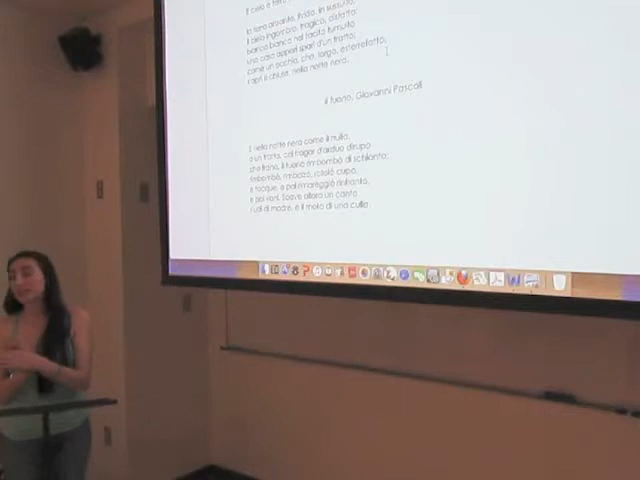 Il cielo è tetro
la terra ansante, livida, in sussulto;
il cielo ingombro, tragico, disfatto:
bianca bianca nel tacito tumulto
una casa apparì sparì d'un tratto;
come un occhio, che, largo, esterrefatto,
s'aprì e chiuse, nella notte nera.
Il tuono, Giovanni Pascoli
E nella notte nera come il nulla,
a un tratto, col fragor d'arduo dirupo
che frana, il tuono rimbombò di schianto:
rimbombò, rimbalzò, rotolò cupo,
e tacque, e poi rimareggiò rinfranto,
e poi vanì. Soave allora un canto
s'udì di madre, e il moto di una culla.